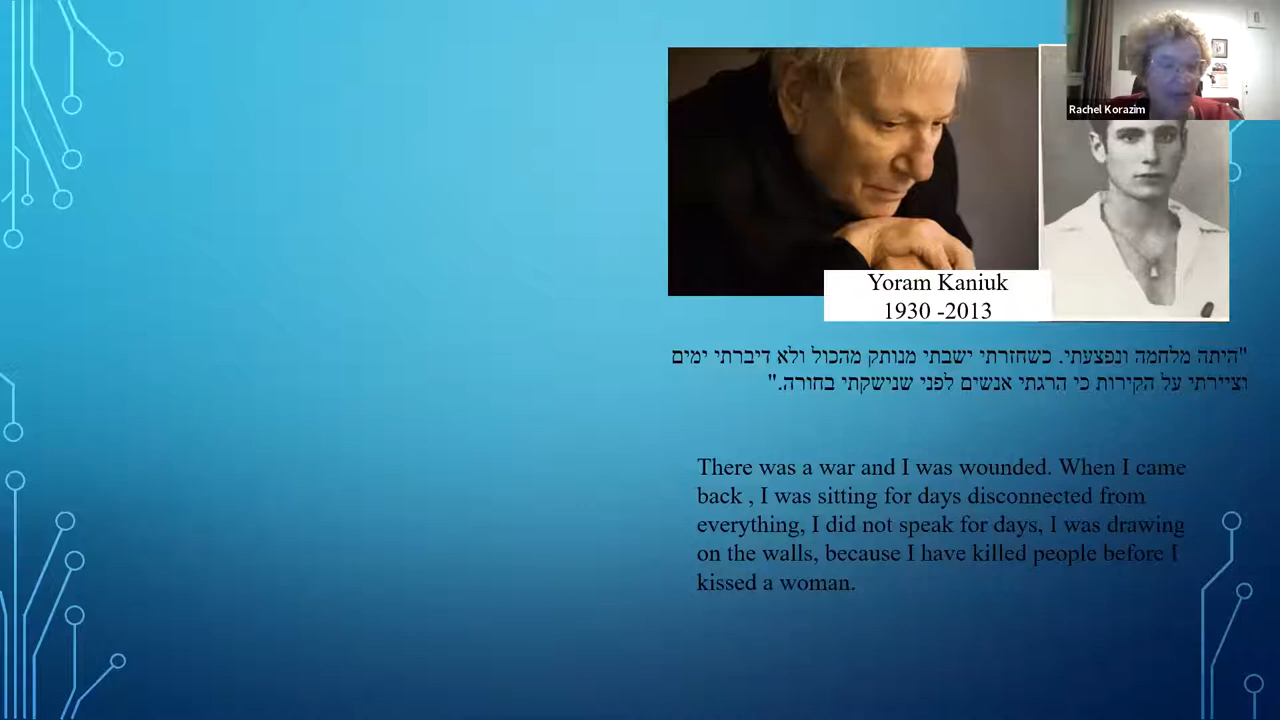 Rachel Korazim
Yoram Kaniuk
1930 -2013
"היתה מלחמה ונפצעתי. כשחזרתי ישבתי מנותק מהכול ולא דיברתי ימים
וציירתי על הקירות כי הרגתי אנשים לפני שנישקתי בחורה."
There was a war and I was wounded. When I came
back , I was sitting for days disconnected from
everything, I did not speak for days, I was drawing
on the walls, because I have killed people before I
kissed a woman.